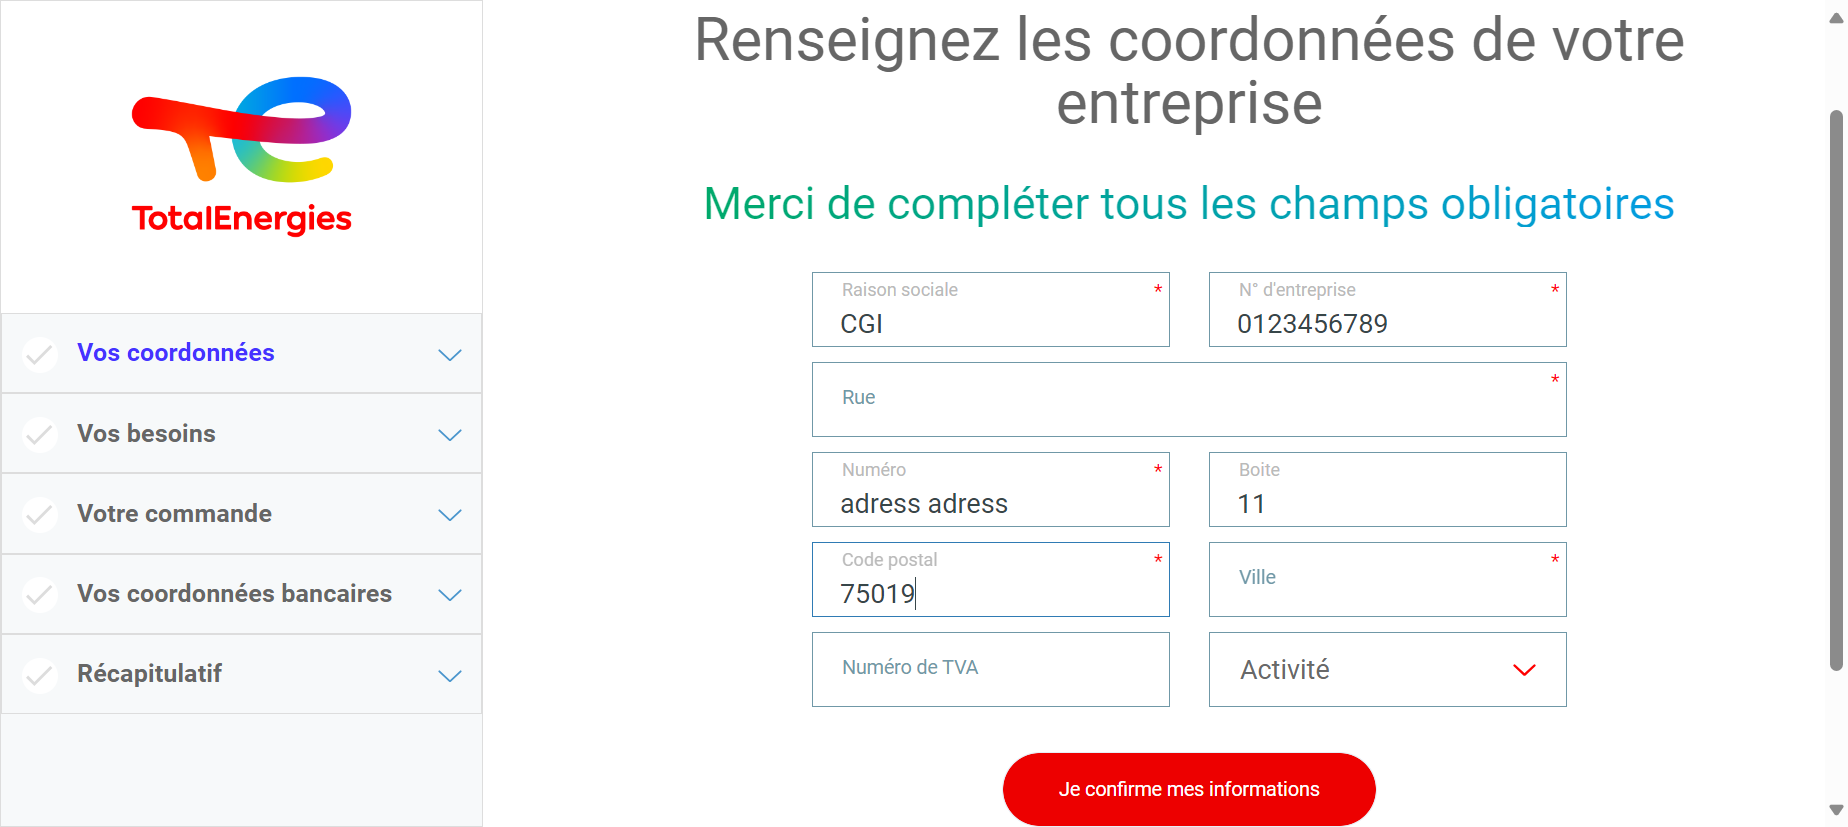 TotalEnergies
Vos coordonnées
Vos besoins
Votre commande
Vos coordonnées bancaires
Récapitulatif
Renseignez les coordonnées de votre
entreprise
Merci de compléter tous les champs obligatoires
Raison sociale *
CGI
N° d'entreprise *
0123456789
Rue *
Numéro *
adress adress
Boite
11
Code postal *
75019
Ville *
Numéro de TVA
Activité
Je confirme mes informations